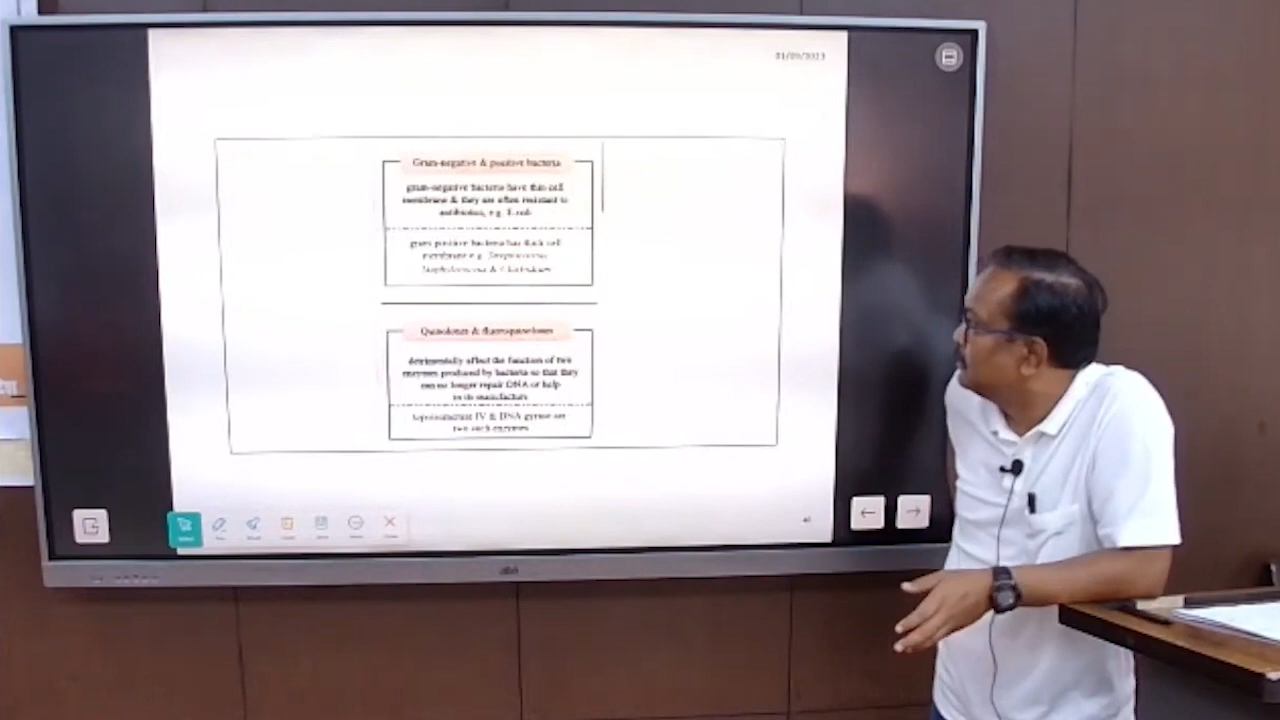 01/09/2023
Gram-negative & positive bacteria
gram-negative bacteria have thin cell
membrane & they are often resistant to
antibiotics, e.g. E.coli
gram positive bacteria has thick cell
membrane e.g. Streptococcus
Staphylococcus & Clostridium
Quinolones & fluoroquinolones
detrimentally affect the function of two
enzymes produced by bacteria so that they
can no longer repair DNA or help
in its manufacture
topoisomerase IV & DNA gyrase are
two such enzymes